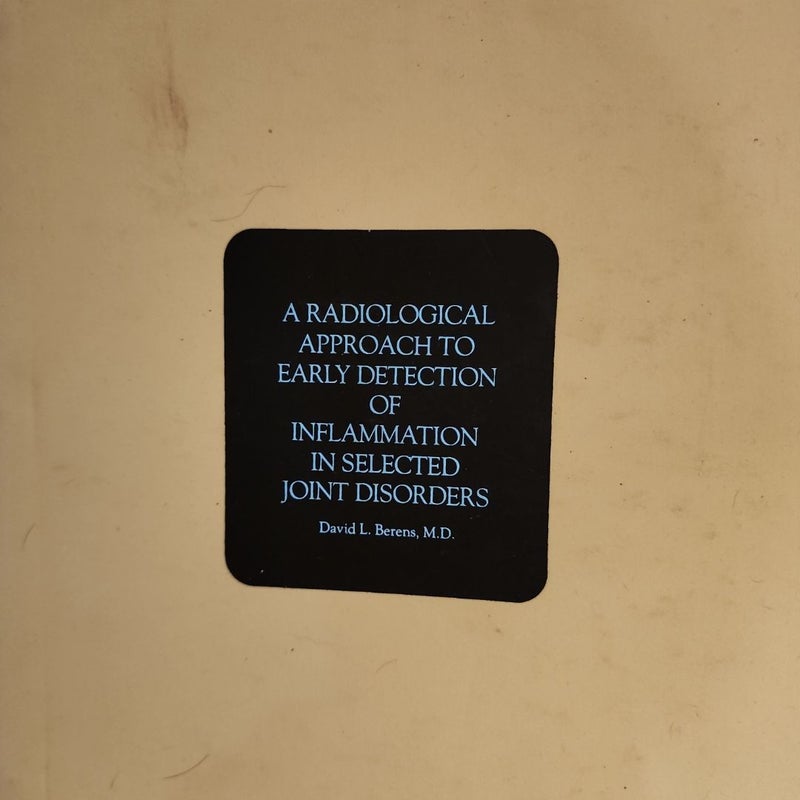 A RADIOLOGICAL
APPROACH TO
EARLY DETECTION
OF
INFLAMMATION
IN SELECTED
JOINT DISORDERS
David L. Berens, M.D.